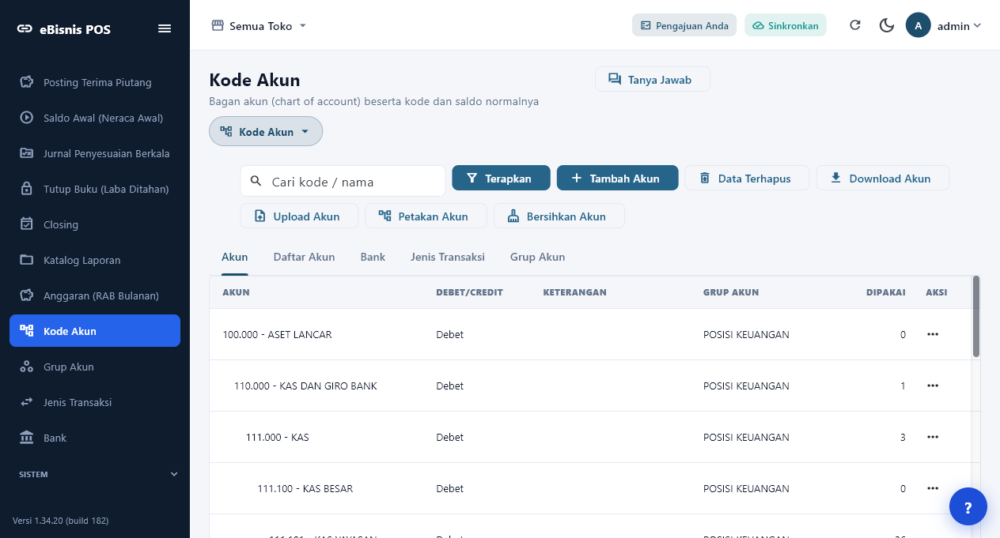 eBisnis POS
Posting Terima Piutang
Saldo Awal (Neraca Awal)
Jurnal Penyesuaian Berkala
Tutup Buku (Laba Ditahan)
Closing
Katalog Laporan
Anggaran (RAB Bulanan)
Kode Akun
Grup Akun
Jenis Transaksi
Bank
SISTEM
Versi 1.34.20 (build 182)
Semua Toko
Pengajuan Anda
Sinkronkan
A
admin
Kode Akun
Bagan akun (chart of account) beserta kode dan saldo normalnya
Tanya Jawab
Kode Akun
Cari kode / nama
Terapkan
Tambah Akun
Data Terhapus
Download Akun
Upload Akun
Petakan Akun
Bersihkan Akun
Akun Daftar Akun Bank Jenis Transaksi Grup Akun
AKUN DEBET/CREDIT KETERANGAN GRUP AKUN DIPAKAI AKSI
100.000 - ASET LANCAR Debet POSISI KEUANGAN 0
110.000 - KAS DAN GIRO BANK Debet POSISI KEUANGAN 1
111.000 - KAS Debet POSISI KEUANGAN 3
111.100 - KAS BESAR Debet POSISI KEUANGAN 0
?